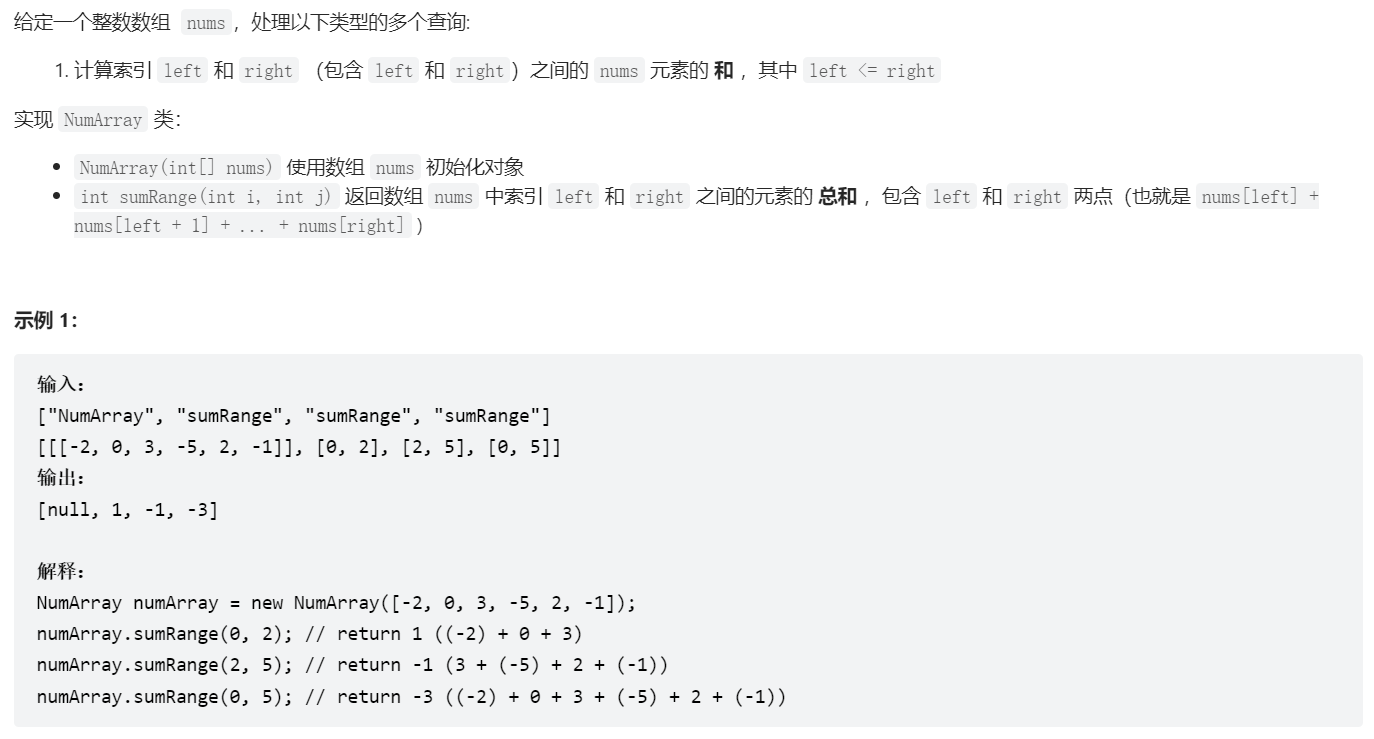 给定一个整数数组 nums，处理以下类型的多个查询:
1. 计算索引 left 和 right （包含 left 和 right）之间的 nums 元素的 和 ，其中 left <= right
实现 NumArray 类：
• NumArray(int[] nums) 使用数组 nums 初始化对象
• int sumRange(int i, int j) 返回数组 nums 中索引 left 和 right 之间的元素的 总和 ，包含 left 和 right 两点（也就是 nums[left] +
nums[left + 1] + ... + nums[right] )
示例 1：
输入：
["NumArray", "sumRange", "sumRange", "sumRange"]
[[[-2, 0, 3, -5, 2, -1]], [0, 2], [2, 5], [0, 5]]
输出：
[null, 1, -1, -3]
解释：
NumArray numArray = new NumArray([-2, 0, 3, -5, 2, -1]);
numArray.sumRange(0, 2); // return 1 ((-2) + 0 + 3)
numArray.sumRange(2, 5); // return -1 (3 + (-5) + 2 + (-1))
numArray.sumRange(0, 5); // return -3 ((-2) + 0 + 3 + (-5) + 2 + (-1))